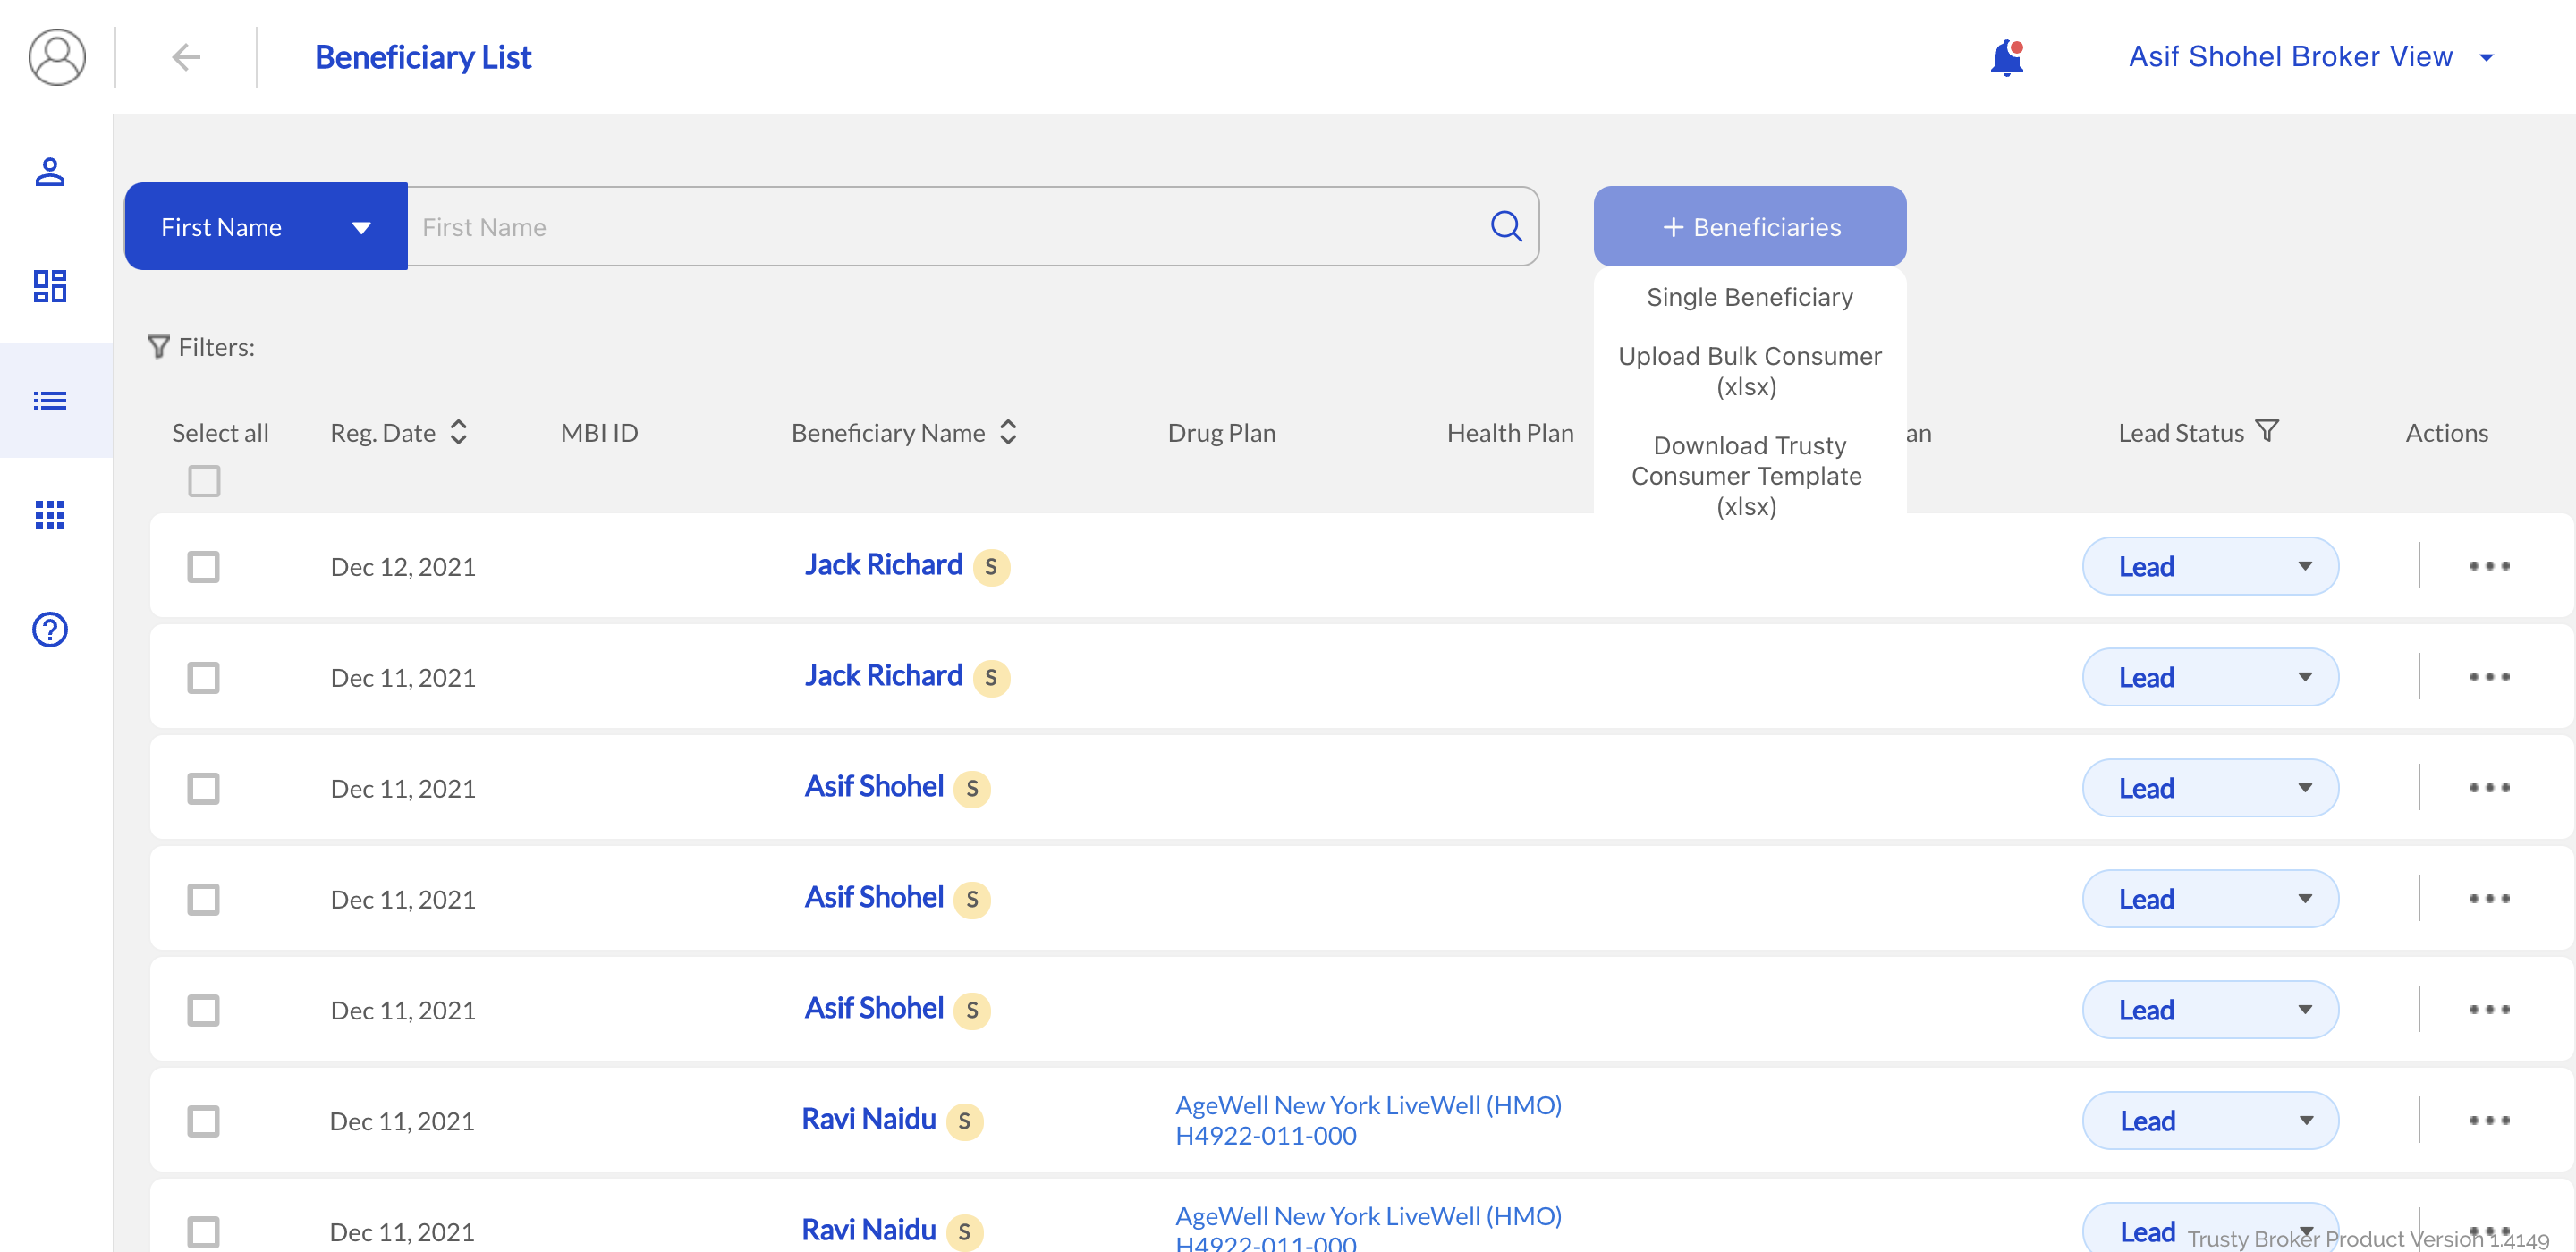 Beneficiary List
Asif Shohel Broker View
First Name
First Name
+ Beneficiaries
Single Beneficiary
Upload Bulk Consumer
(xlsx)
Download Trusty
Consumer Template
(xlsx)
Filters:
Select all
Reg. Date
MBI ID
Beneficiary Name
Drug Plan
Health Plan
an
Lead Status
Actions
Dec 12, 2021
Jack Richard
S
Lead
Dec 11, 2021
Jack Richard
S
Lead
Dec 11, 2021
Asif Shohel
S
Lead
Dec 11, 2021
Asif Shohel
S
Lead
Dec 11, 2021
Asif Shohel
S
Lead
Dec 11, 2021
Ravi Naidu
S
AgeWell New York LiveWell (HMO)
H4922-011-000
Lead
Dec 11, 2021
Ravi Naidu
S
AgeWell New York LiveWell (HMO)
H4922-011-000
Lead
Trusty Broker Product Version 1.4149